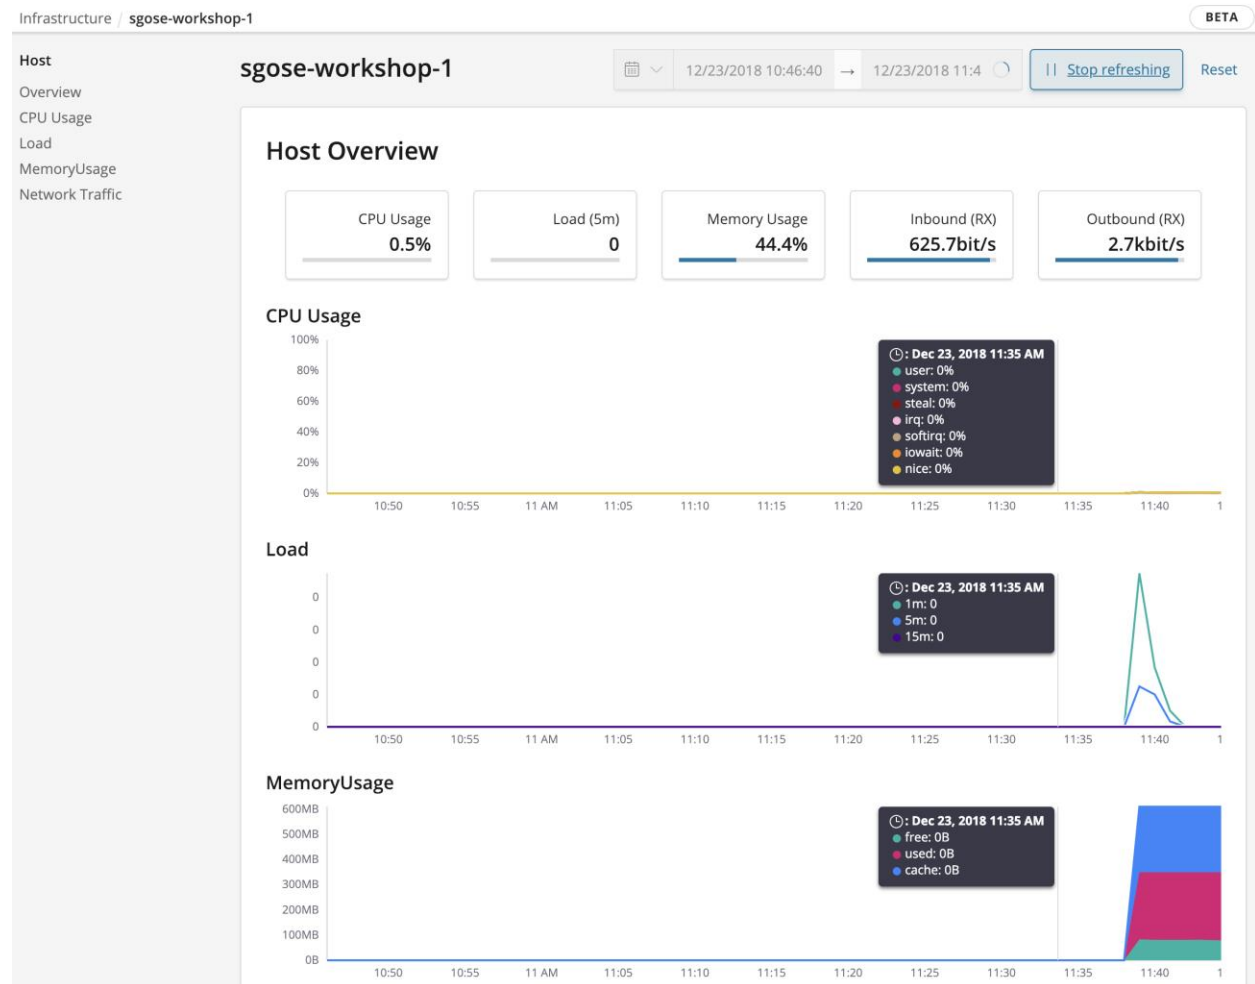 Infrastructure / sgose-workshop-1
BETA
Host
Overview
CPU Usage
Load
MemoryUsage
Network Traffic
sgose-workshop-1
12/23/2018 10:46:40 → 12/23/2018 11:4
Stop refreshing
Reset
Host Overview
CPU Usage
0.5%
Load (5m)
0
Memory Usage
44.4%
Inbound (RX)
625.7bit/s
Outbound (RX)
2.7kbit/s
CPU Usage
100%
80%
60%
40%
20%
0%
: Dec 23, 2018 11:35 AM
user: 0%
system: 0%
steal: 0%
irq: 0%
softirq: 0%
iowait: 0%
nice: 0%
10:50 10:55 11 AM 11:05 11:10 11:15 11:20 11:25 11:30 11:35 11:40 1
Load
0
0
0
0
0
: Dec 23, 2018 11:35 AM
1m: 0
5m: 0
15m: 0
10:50 10:55 11 AM 11:05 11:10 11:15 11:20 11:25 11:30 11:35 11:40 1
MemoryUsage
600MB
500MB
400MB
300MB
200MB
100MB
0B
: Dec 23, 2018 11:35 AM
free: 0B
used: 0B
cache: 0B
10:50 10:55 11 AM 11:05 11:10 11:15 11:20 11:25 11:30 11:35 11:40 1